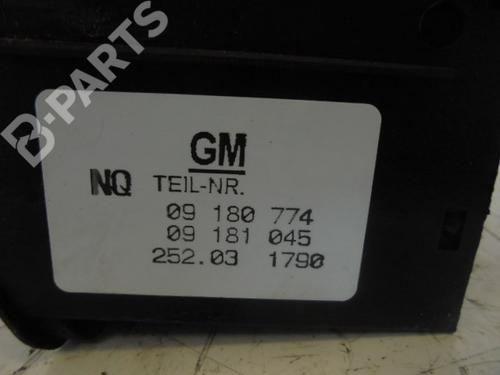 B-PARTS
GM
NQ TEIL-NR.
09 180 774
09 181 045
252.03 1790